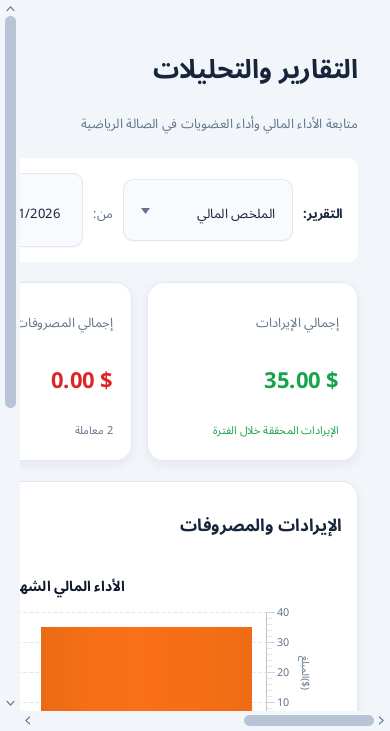 التقارير والتحليلات
متابعة الأداء المالي وأداء العضويات في الصالة الرياضية
التقرير: الملخص المالي من: 1/2026
إجمالي الإيرادات
35.00 $
الإيرادات المحققة خلال الفترة
إجمالي المصروفات
0.00 $
2 معاملة
الإيرادات والمصروفات
الأداء المالي الشه
40
30
20
10
المبلغ($)